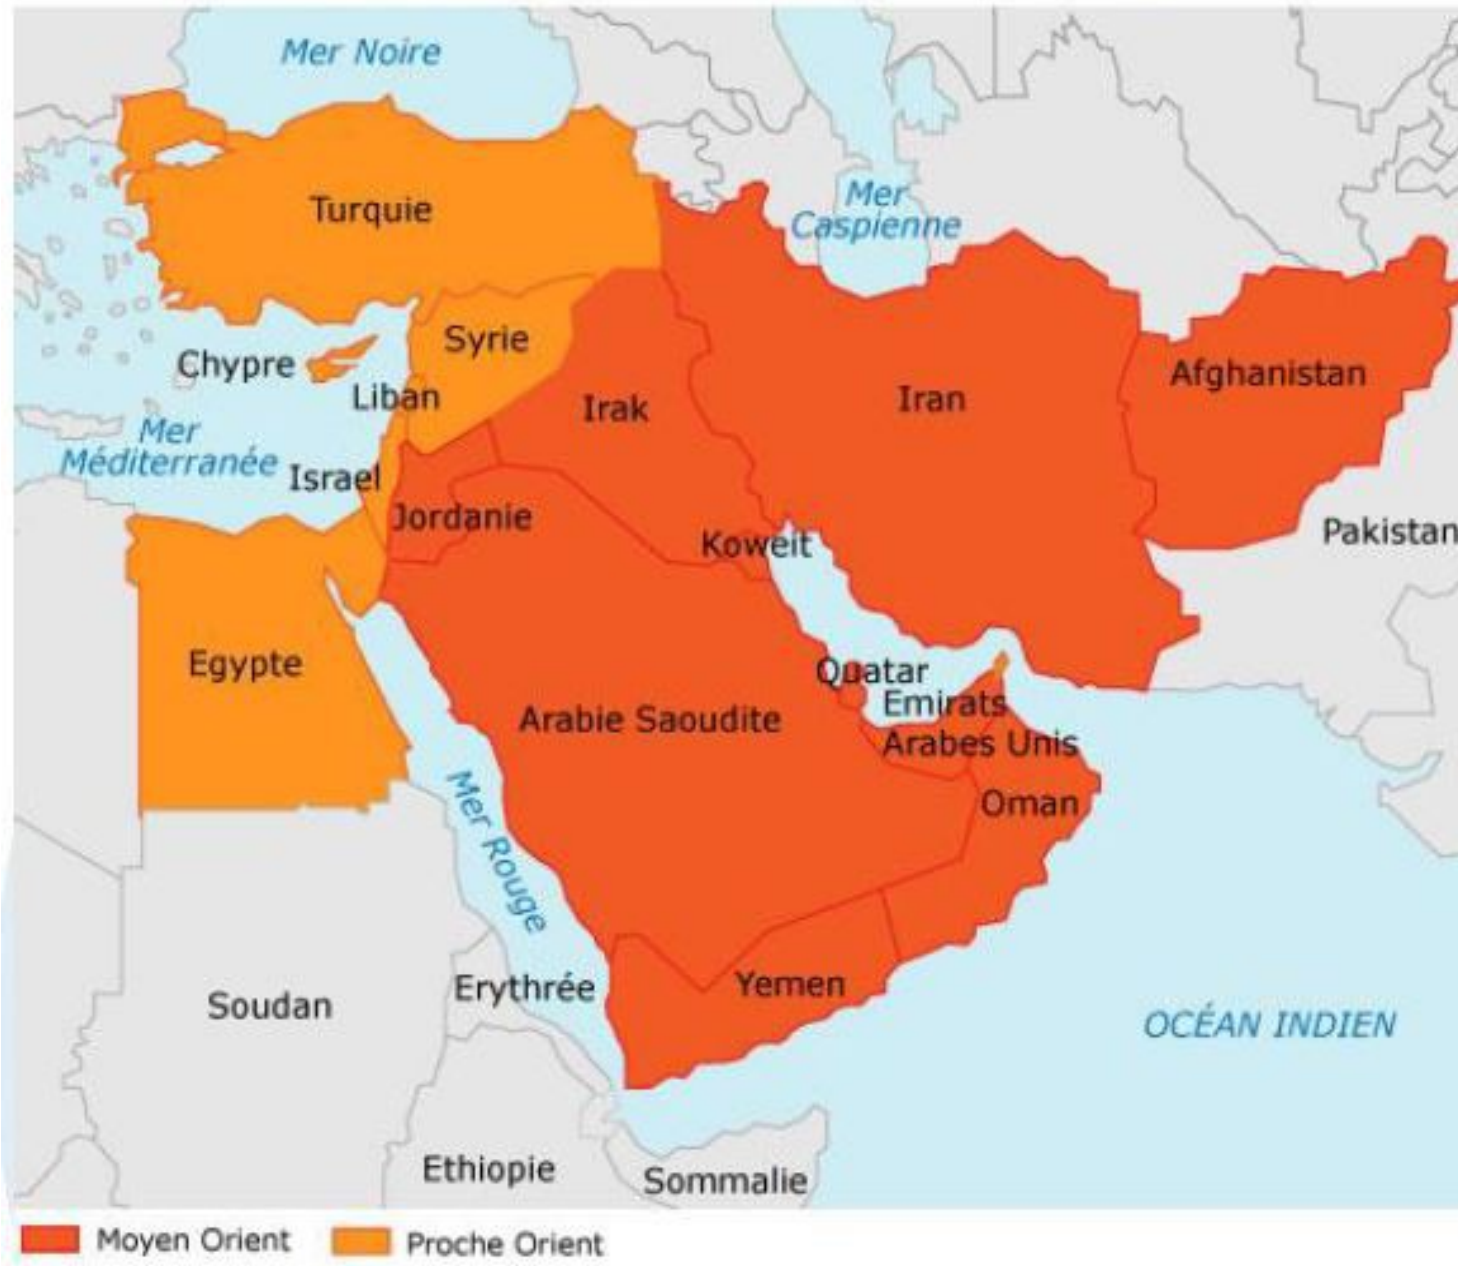 Mer Noire
Turquie
Mer
Caspienne
Syrie
Chypre
Liban
Irak
Iran
Afghanistan
Mer
Méditerranée
Israel
Jordanie
Koweit
Pakistan
Egypte
Quatar
Emirats
Arabes Unis
Arabie Saoudite
Oman
Mer Rouge
Yemen
Erythrée
Soudan
OCÉAN INDIEN
Ethiopie
Sommalie
Moyen Orient
Proche Orient